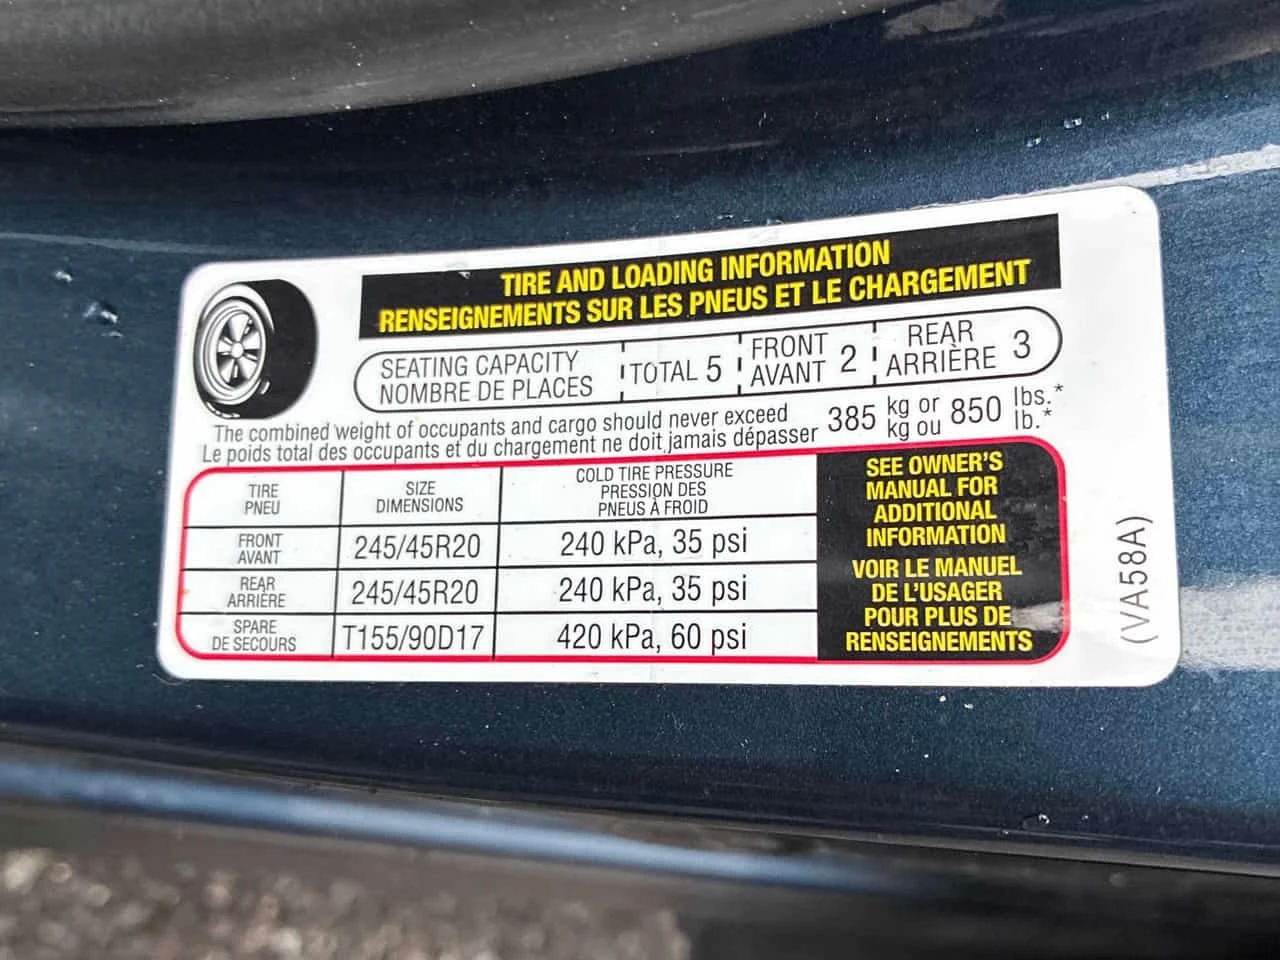 TIRE AND LOADING INFORMATION
RENSEIGNEMENTS SUR LES PNEUS ET LE CHARGEMENT
SEATING CAPACITY
NOMBRE DE PLACES
TOTAL 5
FRONT
AVANT
2
REAR
ARRIÈRE
3
The combined weight of occupants and cargo should never exceed
Le poids total des occupants et du chargement ne doit jamais dépasser
385 kg or 850 lbs.*
kg ou lb.*
TIRE
PNEU
SIZE
DIMENSIONS
COLD TIRE PRESSURE
PRESSION DES
PNEUS À FROID
FRONT
AVANT
245/45R20
240 kPa, 35 psi
REAR
ARRIÈRE
245/45R20
240 kPa, 35 psi
SPARE
DE SECOURS
T155/90D17
420 kPa, 60 psi
SEE OWNER'S
MANUAL FOR
ADDITIONAL
INFORMATION
VOIR LE MANUEL
DE L'USAGER
POUR PLUS DE
RENSEIGNEMENTS
(VA58A)